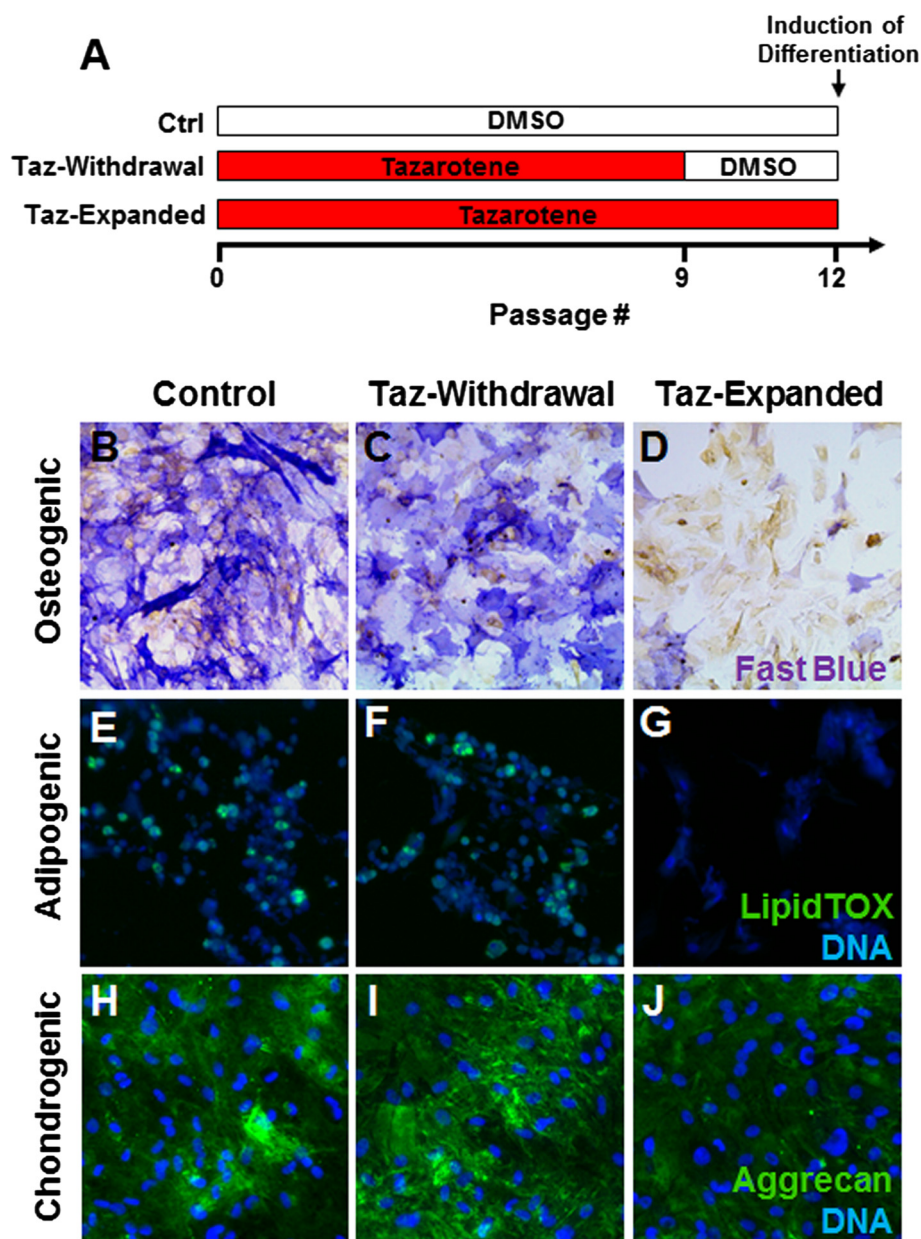 A
Induction of
Differentiation
Ctrl
DMSO
Taz-Withdrawal
Tazarotene
DMSO
Taz-Expanded
Tazarotene
0
9
12
Passage #
Control
Taz-Withdrawal
Taz-Expanded
Osteogenic
B
C
D
Fast Blue
Adipogenic
E
F
G
LipidTOX
DNA
Chondrogenic
H
I
J
Aggrecan
DNA